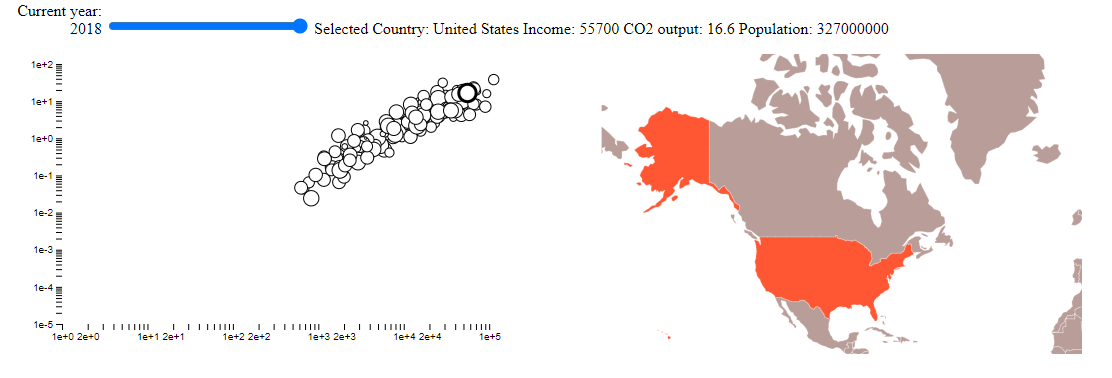 Current year:
2018 Selected Country: United States Income: 55700 CO2 output: 16.6 Population: 327000000
1e+2
1e+1
1e+0
1e-1
1e-2
1e-3
1e-4
1e-5
1e+0 2e+0 1e+1 2e+1 1e+2 2e+2 1e+3 2e+3 1e+4 2e+4 1e+5